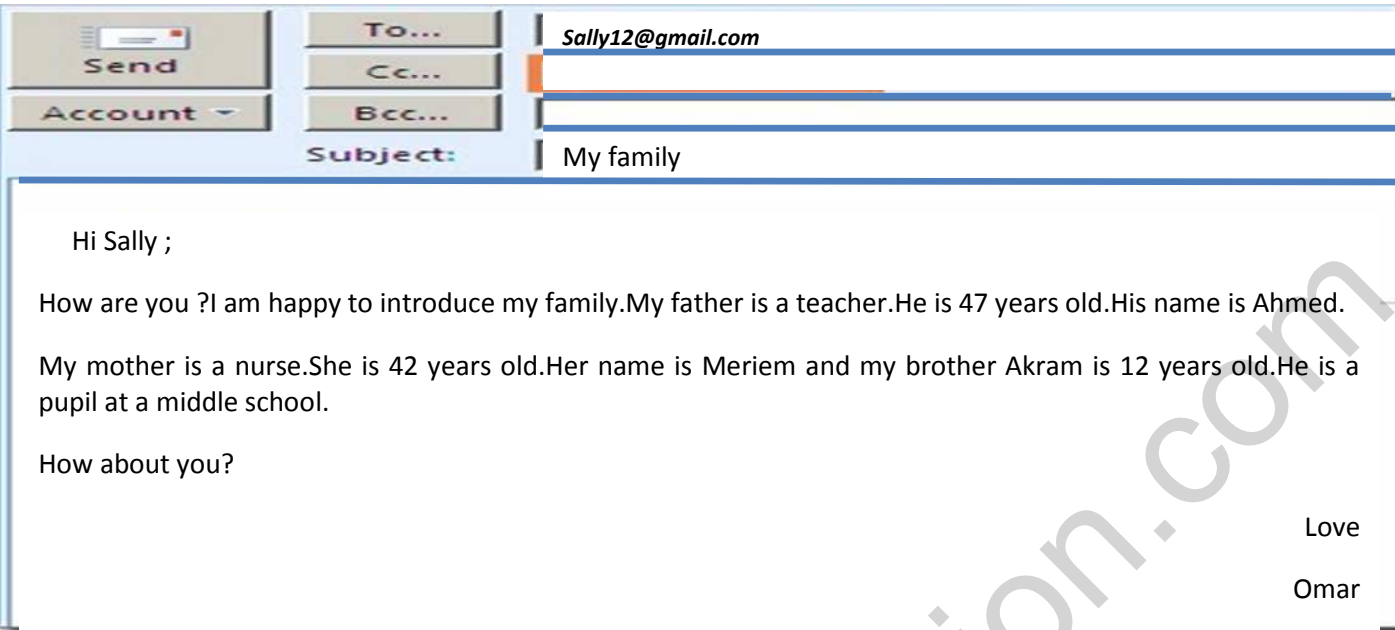 To...
Sally12@gmail.com
Send
Cc...
Account
Bcc...
Subject:
My family
Hi Sally ;
How are you ?I am happy to introduce my family.My father is a teacher.He is 47 years old.His name is Ahmed.
My mother is a nurse.She is 42 years old.Her name is Meriem and my brother Akram is 12 years old.He is a
pupil at a middle school.
How about you?
Love
Omar
ion.com